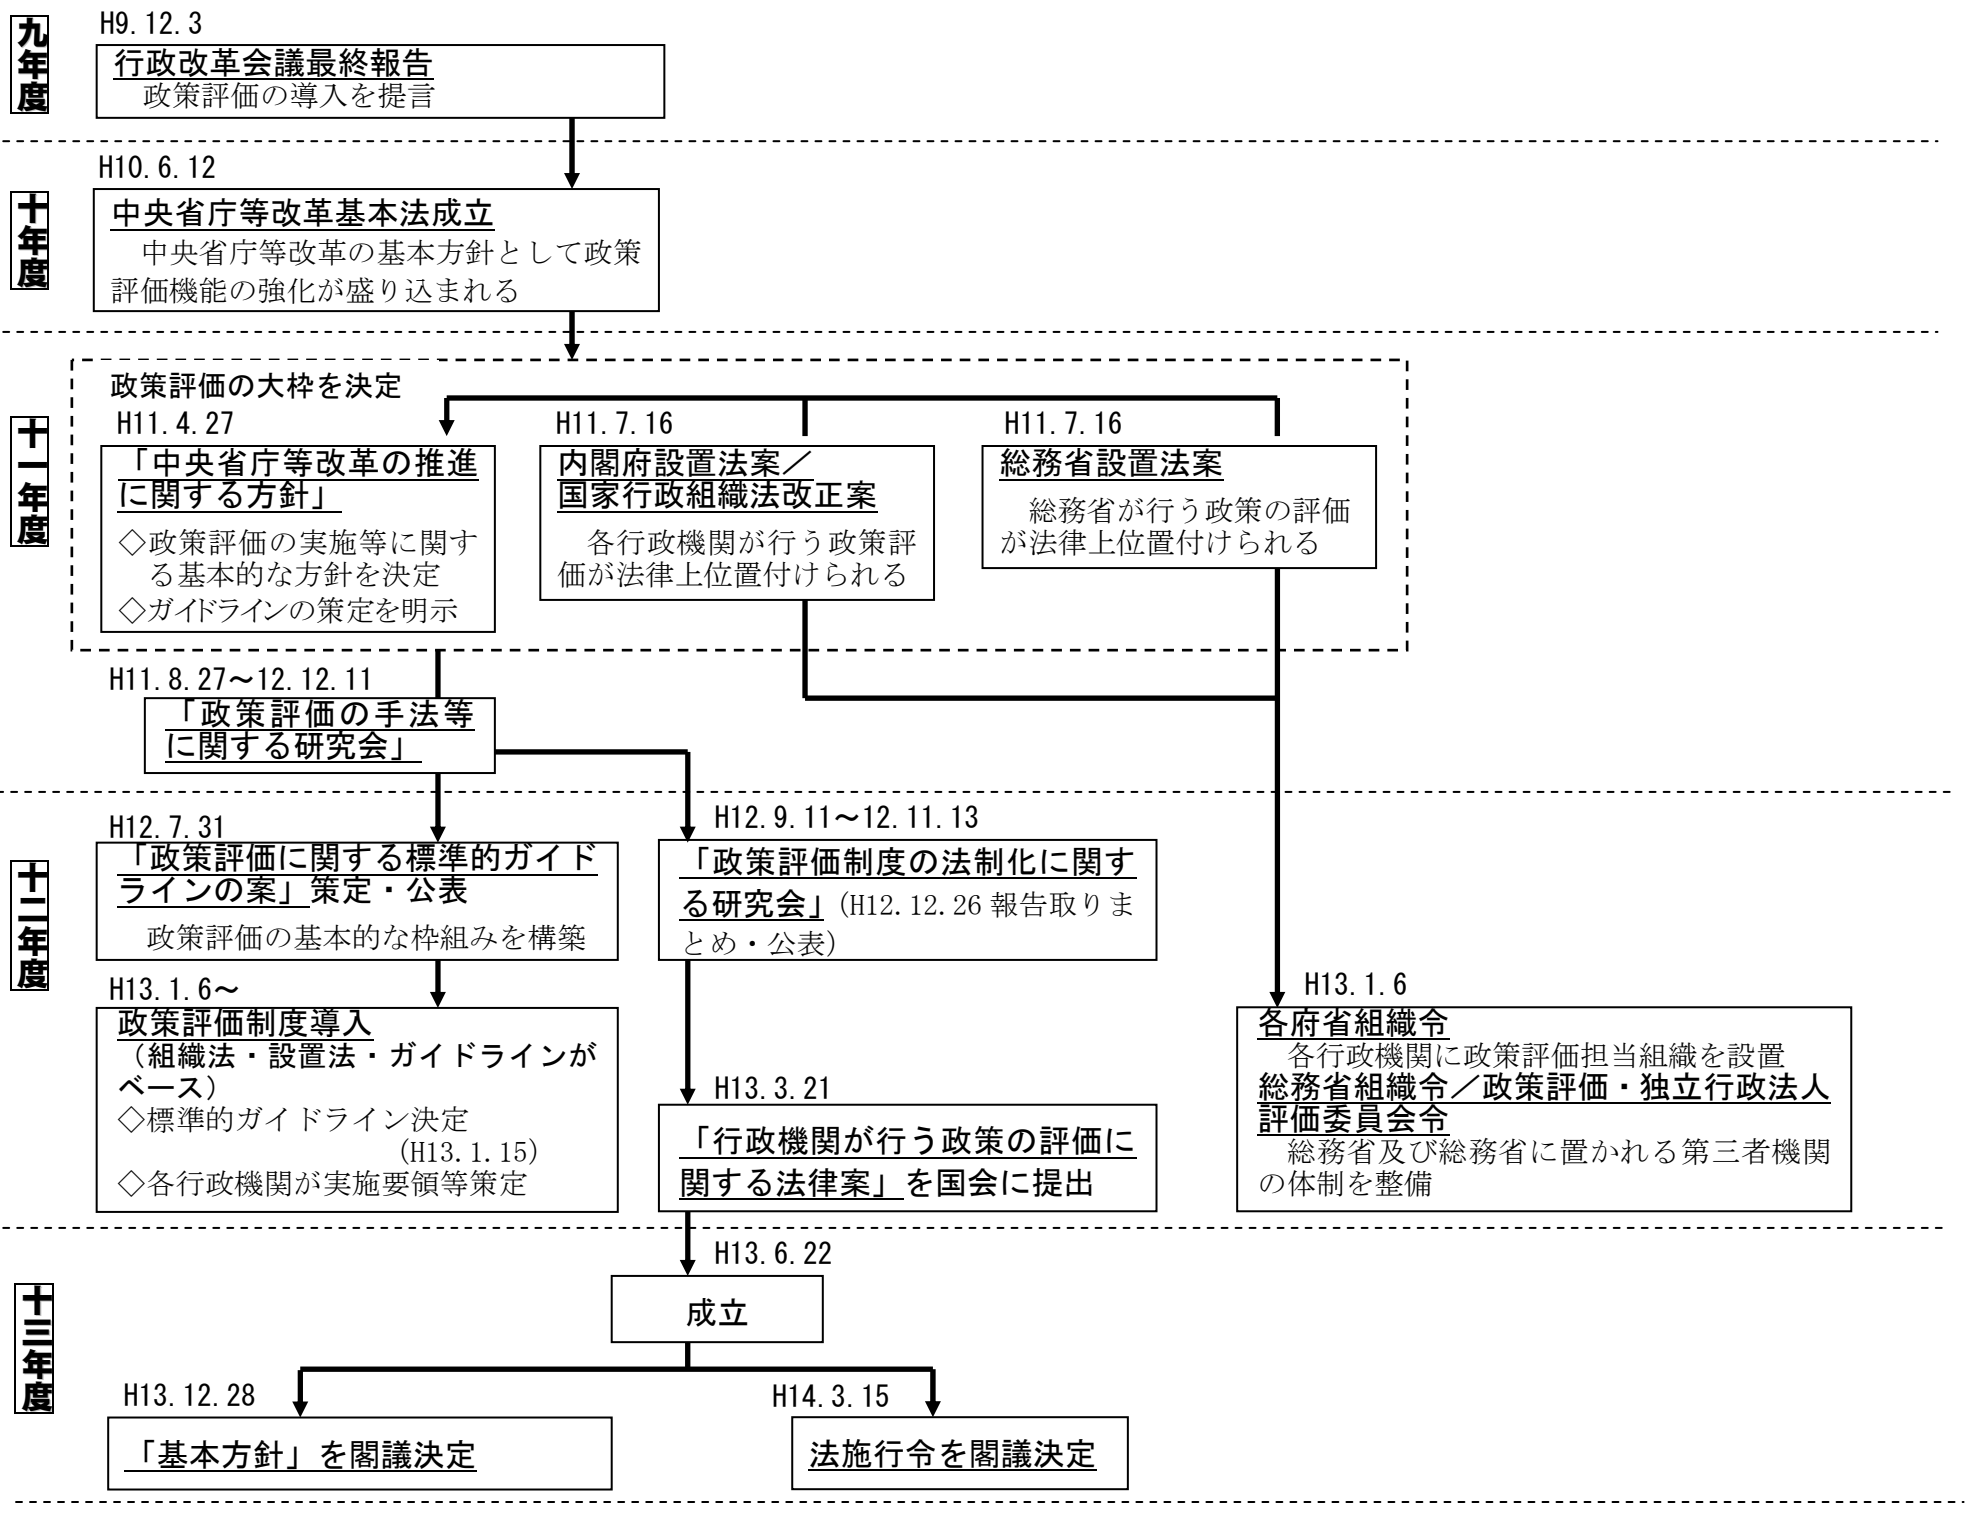 九年度
H9.12.3
行政改革会議最終報告
政策評価の導入を提言
十年度
H10.6.12
中央省庁等改革基本法成立
中央省庁等改革の基本方針として政策
評価機能の強化が盛り込まれる
十一年度
政策評価の大枠を決定
H11.4.27
「中央省庁等改革の推進
に関する方針」
◇政策評価の実施等に関す
る基本的な方針を決定
◇ガイドラインの策定を明示
H11.7.16
内閣府設置法案／
国家行政組織法改正案
各行政機関が行う政策評
価が法律上位置付けられる
H11.7.16
総務省設置法案
総務省が行う政策の評価
が法律上位置付けられる
H11.8.27～12.12.11
「政策評価の手法等
に関する研究会」
十二年度
H12.7.31
「政策評価に関する標準的ガイド
ラインの案」策定・公表
政策評価の基本的な枠組みを構築
H12.9.11～12.11.13
「政策評価制度の法制化に関す
る研究会」(H12.12.26 報告取りま
とめ・公表)
H13.1.6～
政策評価制度導入
（組織法・設置法・ガイドラインが
ベース）
◇標準的ガイドライン決定
(H13.1.15)
◇各行政機関が実施要領等策定
H13.3.21
「行政機関が行う政策の評価に
関する法律案」を国会に提出
H13.1.6
各府省組織令
各行政機関に政策評価担当組織を設置
総務省組織令／政策評価・独立行政法人
評価委員会令
総務省及び総務省に置かれる第三者機関
の体制を整備
十三年度
H13.6.22
成立
H13.12.28
「基本方針」を閣議決定
H14.3.15
法施行令を閣議決定